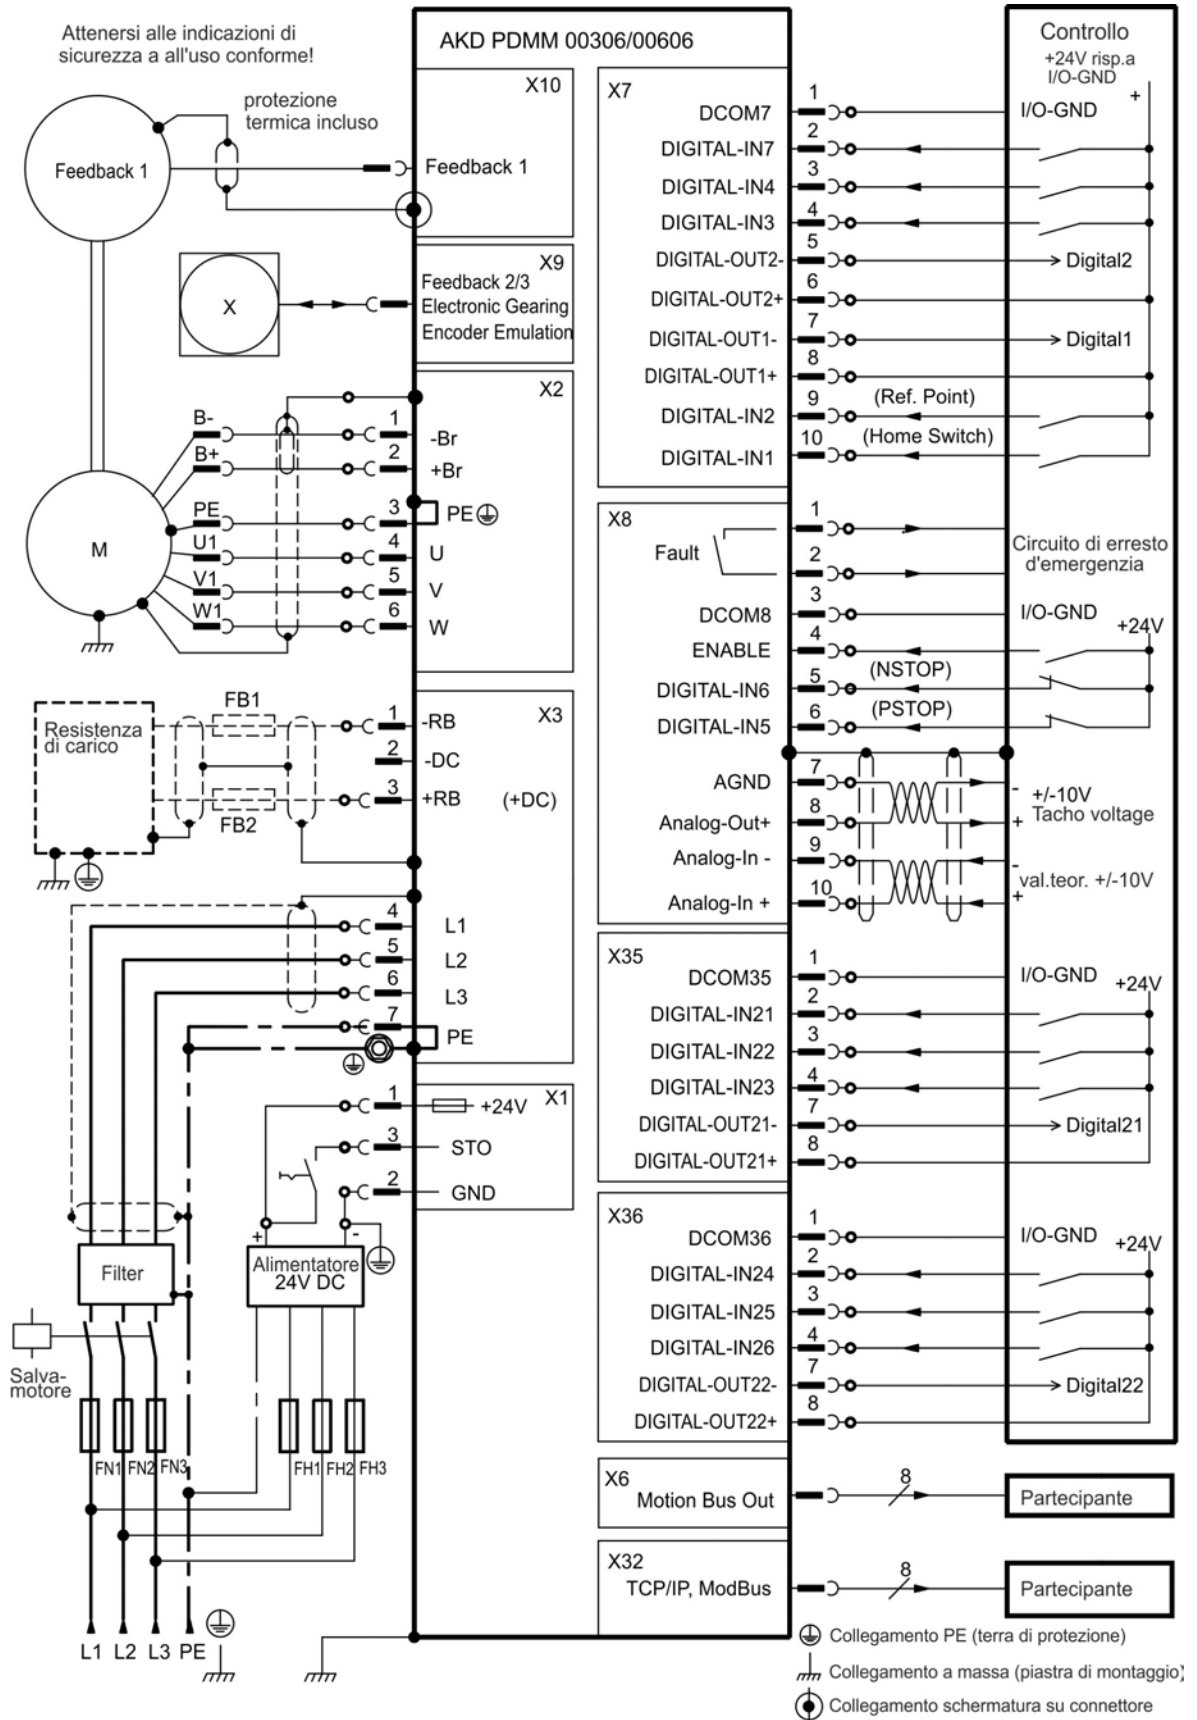 Attenersi alle indicazioni di
sicurezza a all'uso conforme!
AKD PDMM 00306/00606
Controllo
+24V risp.a
I/O-GND
+
protezione
termica incluso
Feedback 1
X10
Feedback 1
X
X9
Feedback 2/3
Electronic Gearing
Encoder Emulation
X2
B-
1
-Br
B+
2
+Br
PE
3
PE
M
U1
4
U
V1
5
V
W1
6
W
X3
Resistenza
di carico
FB1
1
-RB
2
-DC
3
+RB
(+DC)
FB2
4
L1
5
L2
6
L3
7
PE
X1
1
+24V
3
STO
2
GND
+
-
Alimentatore
24V DC
Filter
Salva-
motore
FN1
FN2
FN3
FH1
FH2
FH3
L1
L2
L3
PE
X7
DCOM7
1
I/O-GND
DIGITAL-IN7
2
DIGITAL-IN4
3
DIGITAL-IN3
4
DIGITAL-OUT2-
5
Digital2
DIGITAL-OUT2+
6
DIGITAL-OUT1-
7
Digital1
DIGITAL-OUT1+
8
DIGITAL-IN2
9
(Ref. Point)
DIGITAL-IN1
10
(Home Switch)
X8
Fault
1
2
Circuito di erresto
d'emergenzia
DCOM8
3
I/O-GND
+24V
ENABLE
4
DIGITAL-IN6
5
(NSTOP)
DIGITAL-IN5
6
(PSTOP)
AGND
7
-
+/-10V
Tacho voltage
Analog-Out+
8
+
Analog-In -
9
-
val.teor. +/-10V
Analog-In +
10
+
X35
DCOM35
1
I/O-GND
+24V
DIGITAL-IN21
2
DIGITAL-IN22
3
DIGITAL-IN23
4
DIGITAL-OUT21-
7
Digital21
DIGITAL-OUT21+
8
X36
DCOM36
1
I/O-GND
+24V
DIGITAL-IN24
2
DIGITAL-IN25
3
DIGITAL-IN26
4
DIGITAL-OUT22-
7
Digital22
DIGITAL-OUT22+
8
X6
Motion Bus Out
8
Partecipante
X32
TCP/IP, ModBus
8
Partecipante
Collegamento PE (terra di protezione)
Collegamento a massa (piastra di montaggio)
Collegamento schermatura su connettore